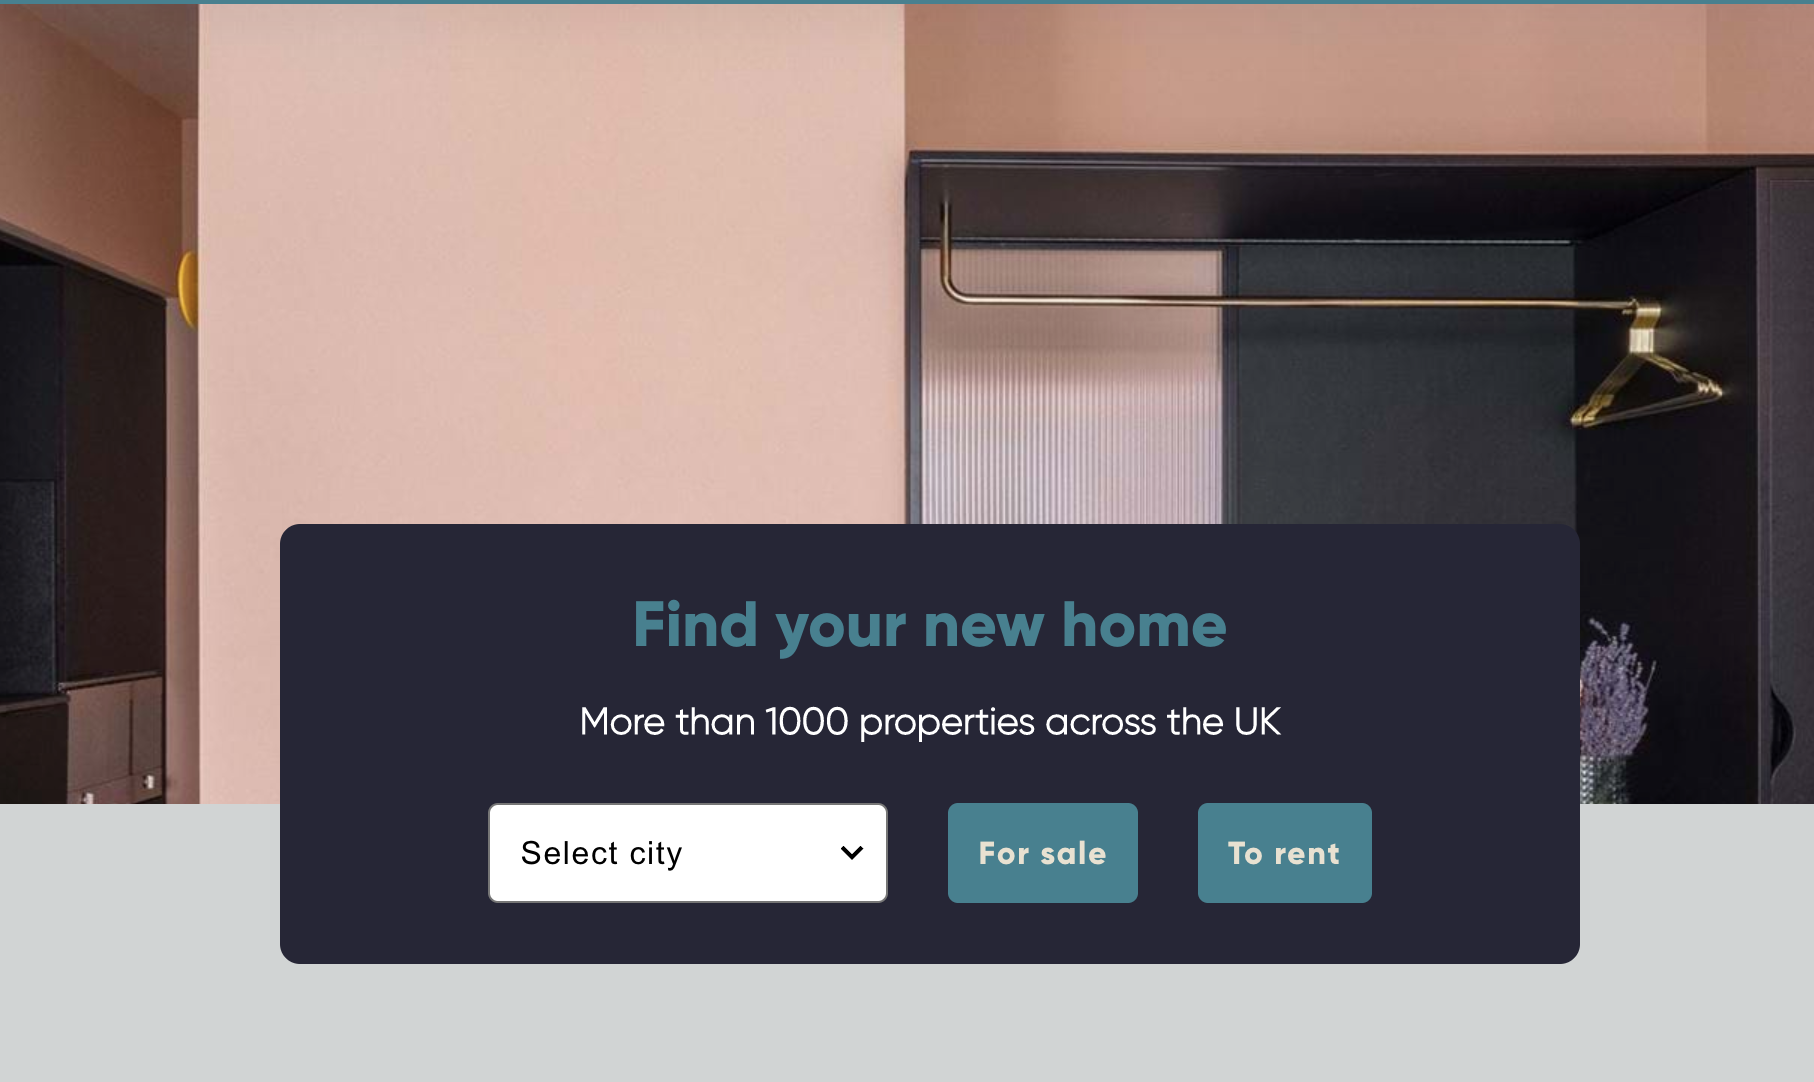 Find your new home
More than 1000 properties across the UK
Select city
For sale
To rent